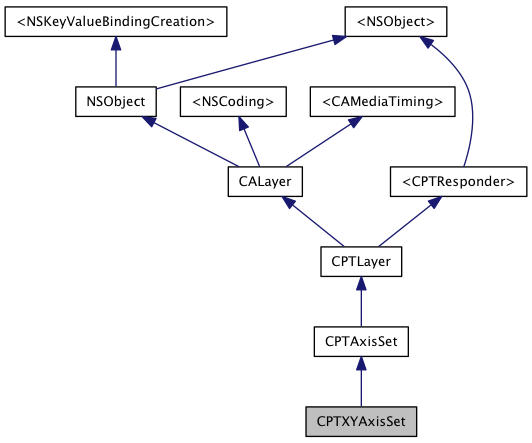 <NSKeyValueBindingCreation>
<NSObject>
NSObject
<NSCoding>
<CAMediaTiming>
CALayer
<CPTResponder>
CPTLayer
CPTAxisSet
CPTXYAxisSet